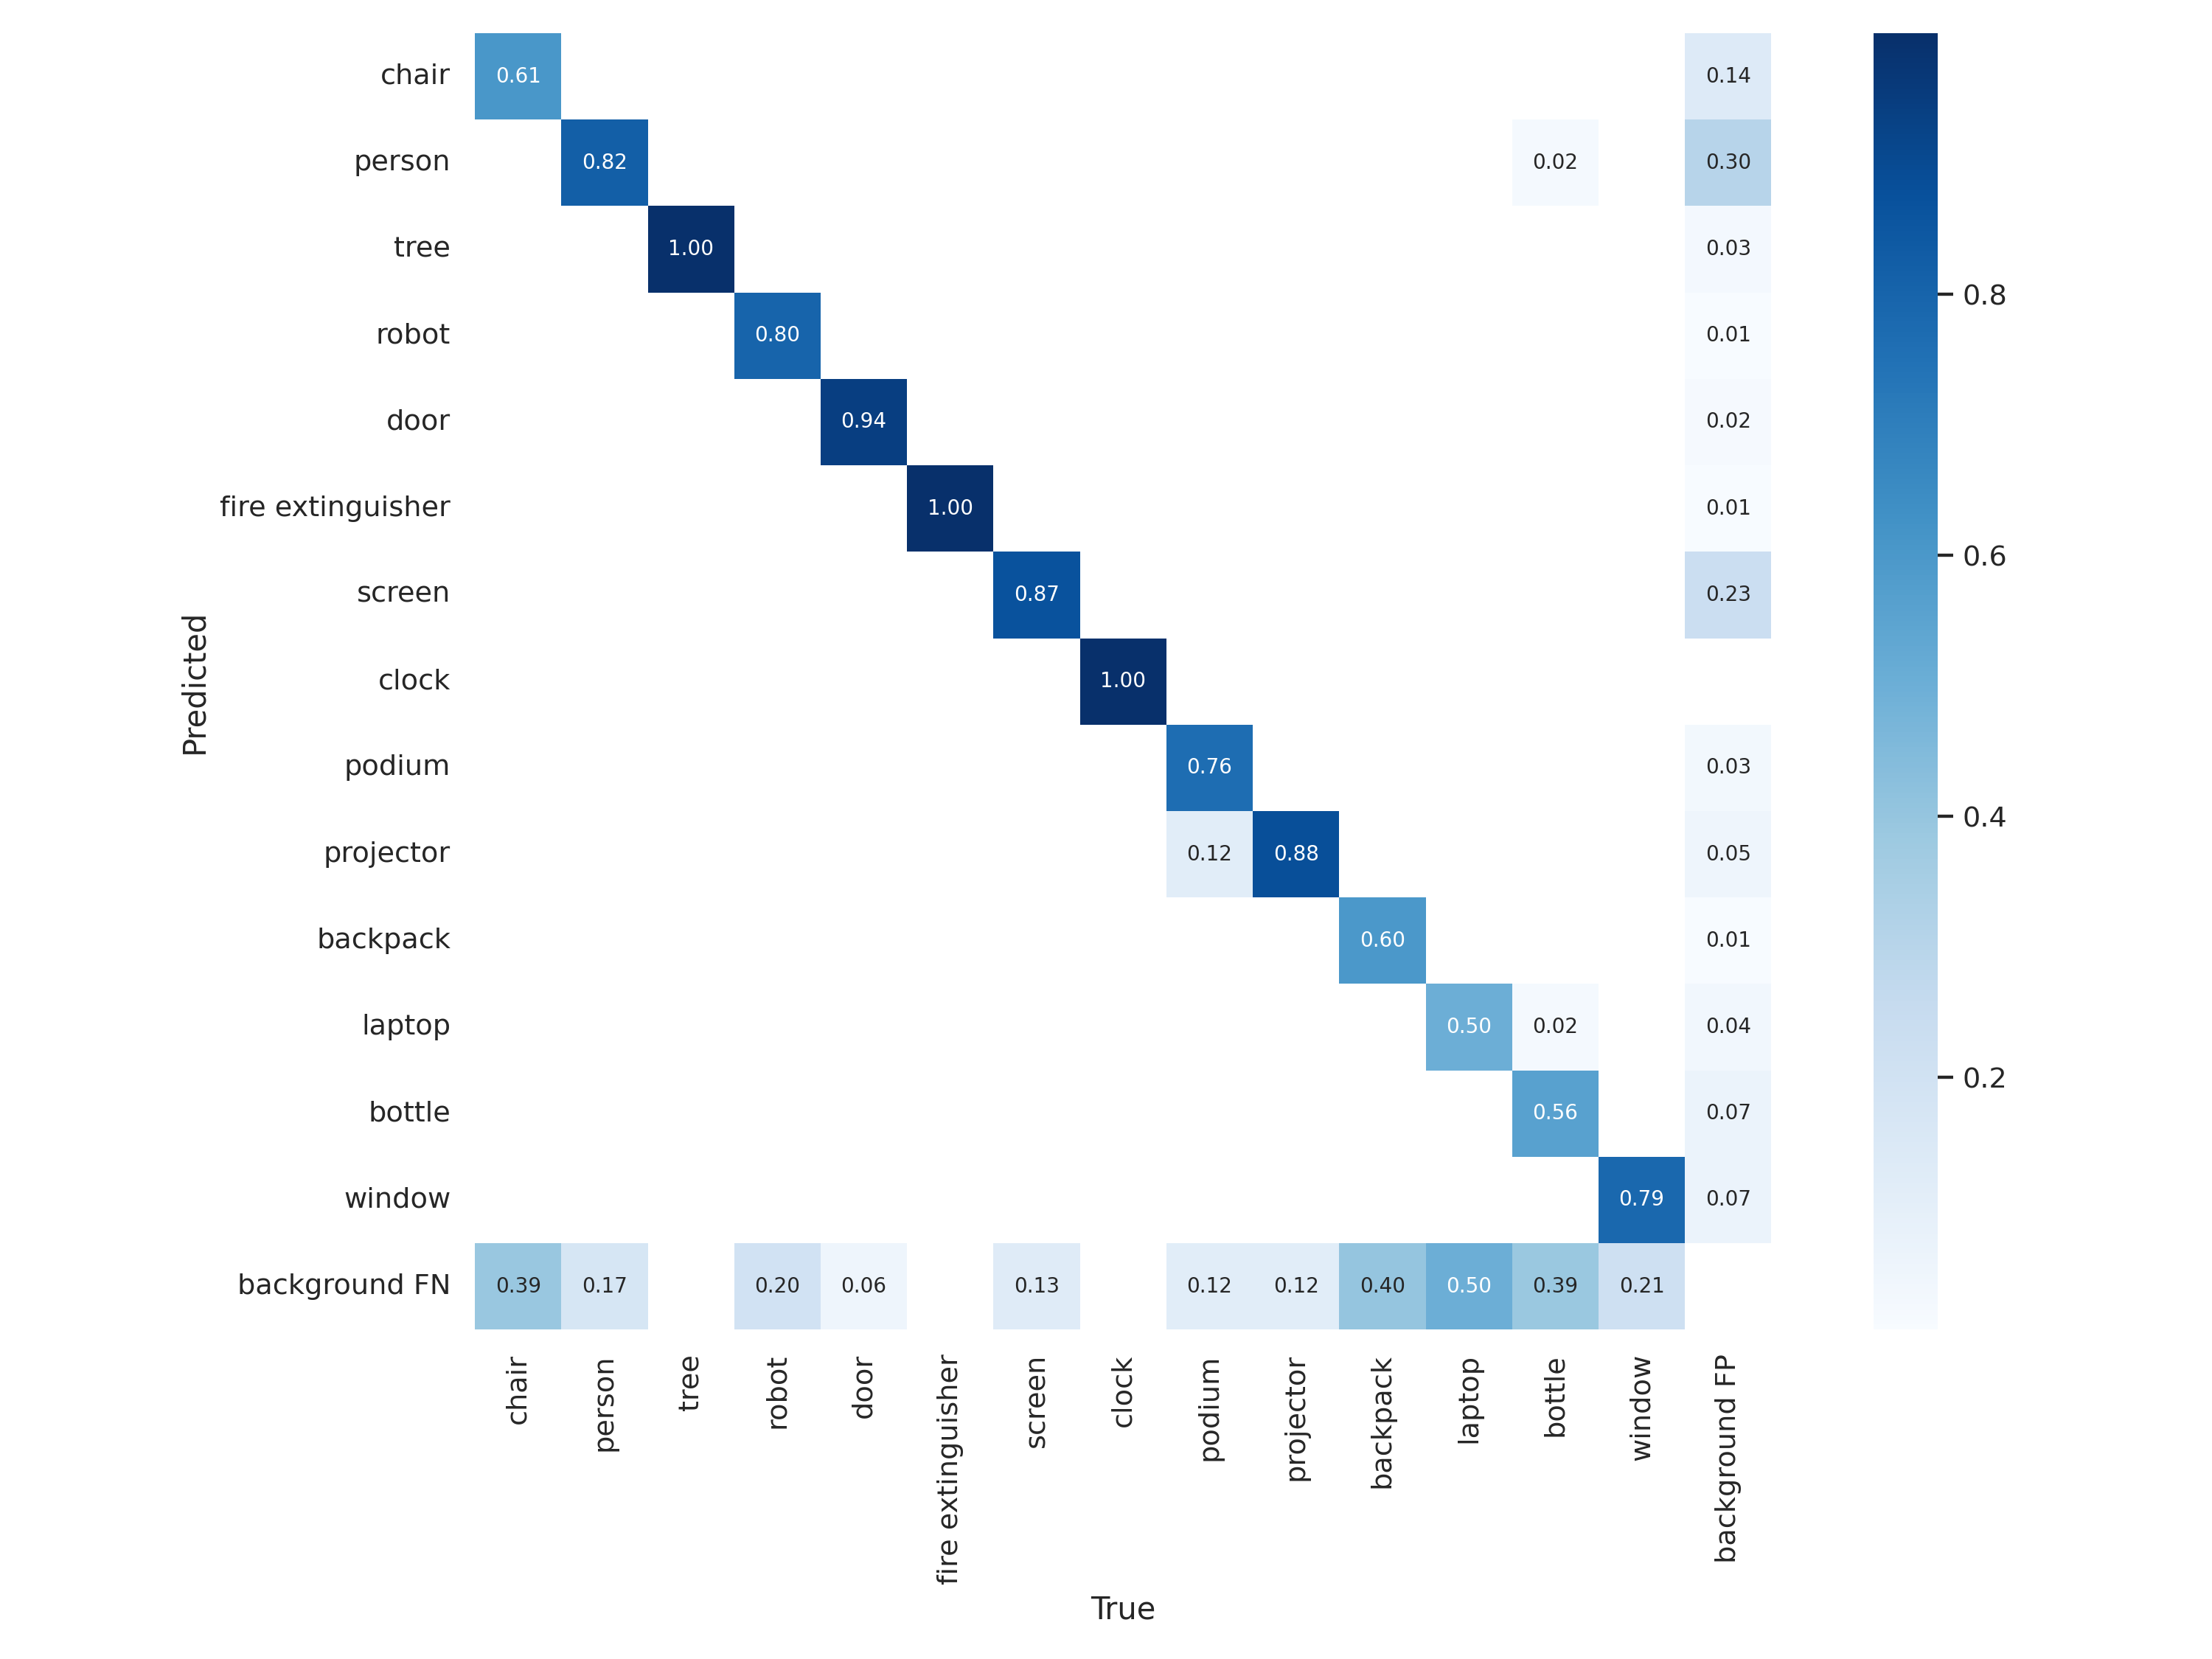 chair 0.61 0.14
person 0.82 0.02 0.30
tree 1.00 0.03
robot 0.80 0.01
door 0.94 0.02
fire extinguisher 1.00 0.01
screen 0.87 0.23
clock 1.00
podium 0.76 0.03
projector 0.12 0.88 0.05
backpack 0.60 0.01
laptop 0.50 0.02 0.04
bottle 0.56 0.07
window 0.79 0.07
background FN 0.39 0.17 0.20 0.06 0.13 0.12 0.12 0.40 0.50 0.39 0.21
Predicted
chair
person
tree
robot
door
fire extinguisher
screen
clock
podium
projector
backpack
laptop
bottle
window
background FP
True
0.8
0.6
0.4
0.2